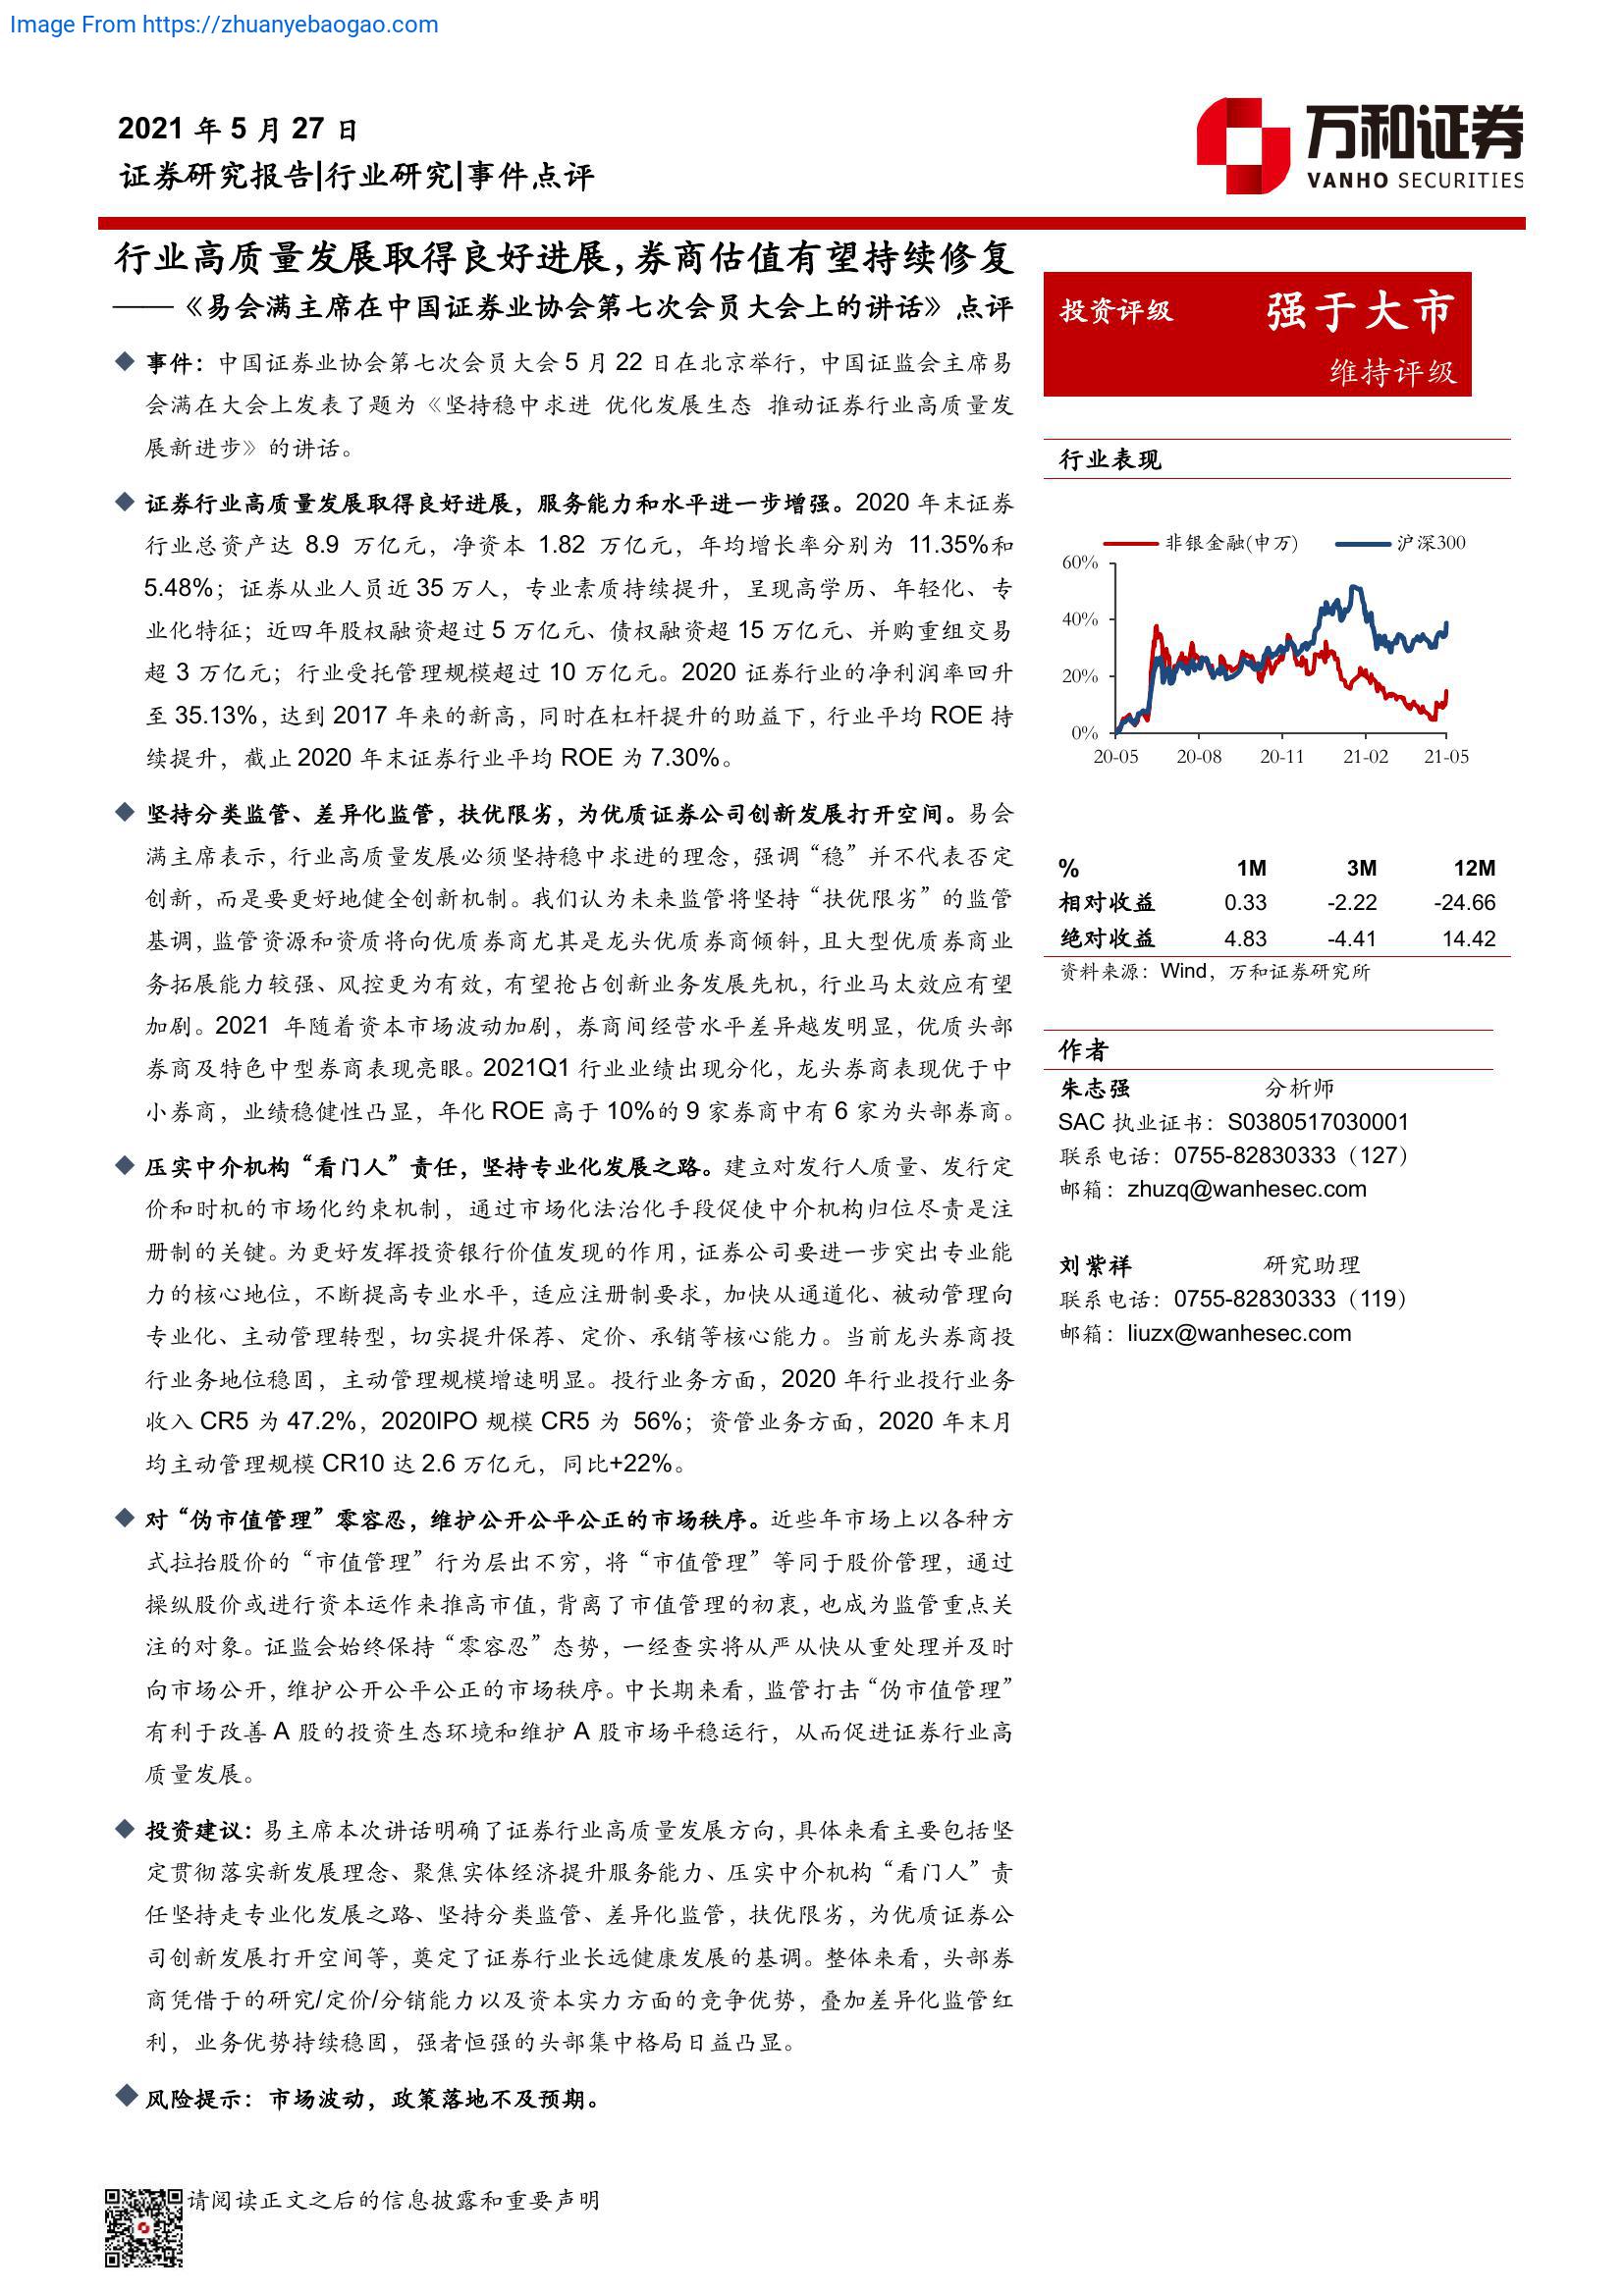 Image From https://zhuanyebaogao.com
2021 年 5 月 27 日
证券研究报告|行业研究|事件点评
万和证券
VANHO SECURITIES
行业高质量发展取得良好进展，券商估值有望持续修复
——《易会满主席在中国证券业协会第七次会员大会上的讲话》点评
◆ 事件：中国证券业协会第七次会员大会 5 月 22 日在北京举行，中国证监会主席易
会满在大会上发表了题为《坚持稳中求进 优化发展生态 推动证券行业高质量发
展新进步》的讲话。
◆ 证券行业高质量发展取得良好进展，服务能力和水平进一步增强。2020 年末证券
行业总资产达 8.9 万亿元，净资本 1.82 万亿元，年均增长率分别为 11.35%和
5.48%；证券从业人员近 35 万人，专业素质持续提升，呈现高学历、年轻化、专
业化特征；近四年股权融资超过 5 万亿元、债权融资超 15 万亿元、并购重组交易
超 3 万亿元；行业受托管理规模超过 10 万亿元。2020 证券行业的净利润率回升
至 35.13%，达到 2017 年来的新高，同时在杠杆提升的助益下，行业平均 ROE 持
续提升，截止 2020 年末证券行业平均 ROE 为 7.30%。
◆ 坚持分类监管、差异化监管，扶优限劣，为优质证券公司创新发展打开空间。易会
满主席表示，行业高质量发展必须坚持稳中求进的理念，强调“稳”并不代表否定
创新，而是要更好地健全创新机制。我们认为未来监管将坚持“扶优限劣”的监管
基调，监管资源和资质将向优质券商尤其是龙头优质券商倾斜，且大型优质券商业
务拓展能力较强、风控更为有效，有望抢占创新业务发展先机，行业马太效应有望
加剧。2021 年随着资本市场波动加剧，券商间经营水平差异越发明显，优质头部
券商及特色中型券商表现亮眼。2021Q1 行业业绩出现分化，龙头券商表现优于中
小券商，业绩稳健性凸显，年化 ROE 高于 10%的 9 家券商中有 6 家为头部券商。
◆ 压实中介机构“看门人”责任，坚持专业化发展之路。建立对发行人质量、发行定
价和时机的市场化约束机制，通过市场化法治化手段促使中介机构归位尽责是注
册制的关键。为更好发挥投资银行价值发现的作用，证券公司要进一步突出专业能
力的核心地位，不断提高专业水平，适应注册制要求，加快从通道化、被动管理向
专业化、主动管理转型，切实提升保荐、定价、承销等核心能力。当前龙头券商投
行业务地位稳固，主动管理规模增速明显。投行业务方面，2020 年行业投行业务
收入 CR5 为 47.2%，2020IPO 规模 CR5 为 56%；资管业务方面，2020 年末月
均主动管理规模 CR10 达 2.6 万亿元，同比+22%。
◆ 对“伪市值管理”零容忍，维护公开公平公正的市场秩序。近些年市场上以各种方
式拉抬股价的“市值管理”行为层出不穷，将“市值管理”等同于股价管理，通过
操纵股价或进行资本运作来推高市值，背离了市值管理的初衷，也成为监管重点关
注的对象。证监会始终保持“零容忍”态势，一经查实将从严从快从重处理并及时
向市场公开，维护公开公平公正的市场秩序。中长期来看，监管打击“伪市值管理”
有利于改善 A 股的投资生态环境和维护 A 股市场平稳运行，从而促进证券行业高
质量发展。
◆ 投资建议：易主席本次讲话明确了证券行业高质量发展方向，具体来看主要包括坚
定贯彻落实新发展理念、聚焦实体经济提升服务能力、压实中介机构“看门人”责
任坚持走专业化发展之路、坚持分类监管、差异化监管，扶优限劣，为优质证券公
司创新发展打开空间等，奠定了证券行业长远健康发展的基调。整体来看，头部券
商凭借于的研究/定价/分销能力以及资本实力方面的竞争优势，叠加差异化监管红
利，业务优势持续稳固，强者恒强的头部集中格局日益凸显。
◆ 风险提示：市场波动，政策落地不及预期。
投资评级 强于大市
维持评级
行业表现
非银金融(申万) 沪深300
60%
40%
20%
0%
20-05 20-08 20-11 21-02 21-05
% 1M 3M 12M
相对收益 0.33 -2.22 -24.66
绝对收益 4.83 -4.41 14.42
资料来源：Wind，万和证券研究所
作者
朱志强 分析师
SAC 执业证书：S0380517030001
联系电话：0755-82830333（127）
邮箱：zhuzq@wanhesec.com
刘紫祥 研究助理
联系电话：0755-82830333（119）
邮箱：liuzx@wanhesec.com
请阅读正文之后的信息披露和重要声明